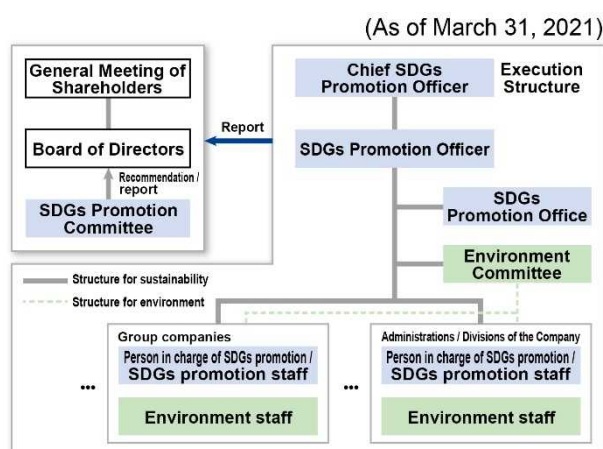 (As of March 31, 2021)
General Meeting of
Shareholders
Board of Directors
Recommendation /
report
SDGs Promotion
Committee
Report
Chief SDGs
Promotion Officer
Execution
Structure
SDGs Promotion Officer
SDGs
Promotion Office
Environment
Committee
Structure for sustainability
Structure for environment
Group companies
Person in charge of SDGs promotion /
SDGs promotion staff
Environment staff
...
Administrations / Divisions of the Company
Person in charge of SDGs promotion /
SDGs promotion staff
Environment staff
...